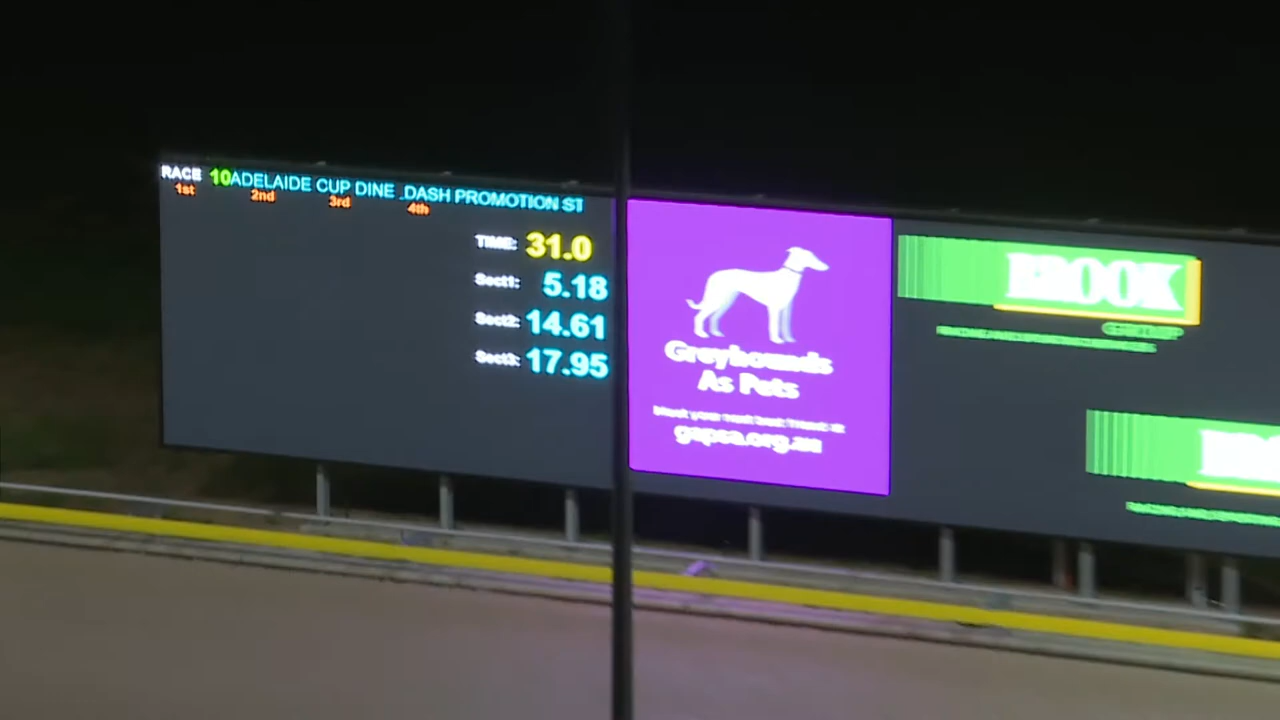 RACE 10 ADELAIDE CUP DINE _DASH PROMOTION ST
1st 2nd 3rd 4th
TIME: 31.0
Sect1: 5.18
Sect2: 14.61
Sect3: 17.95
Greyhounds
As Pets
gapsa.org.au
BROOK